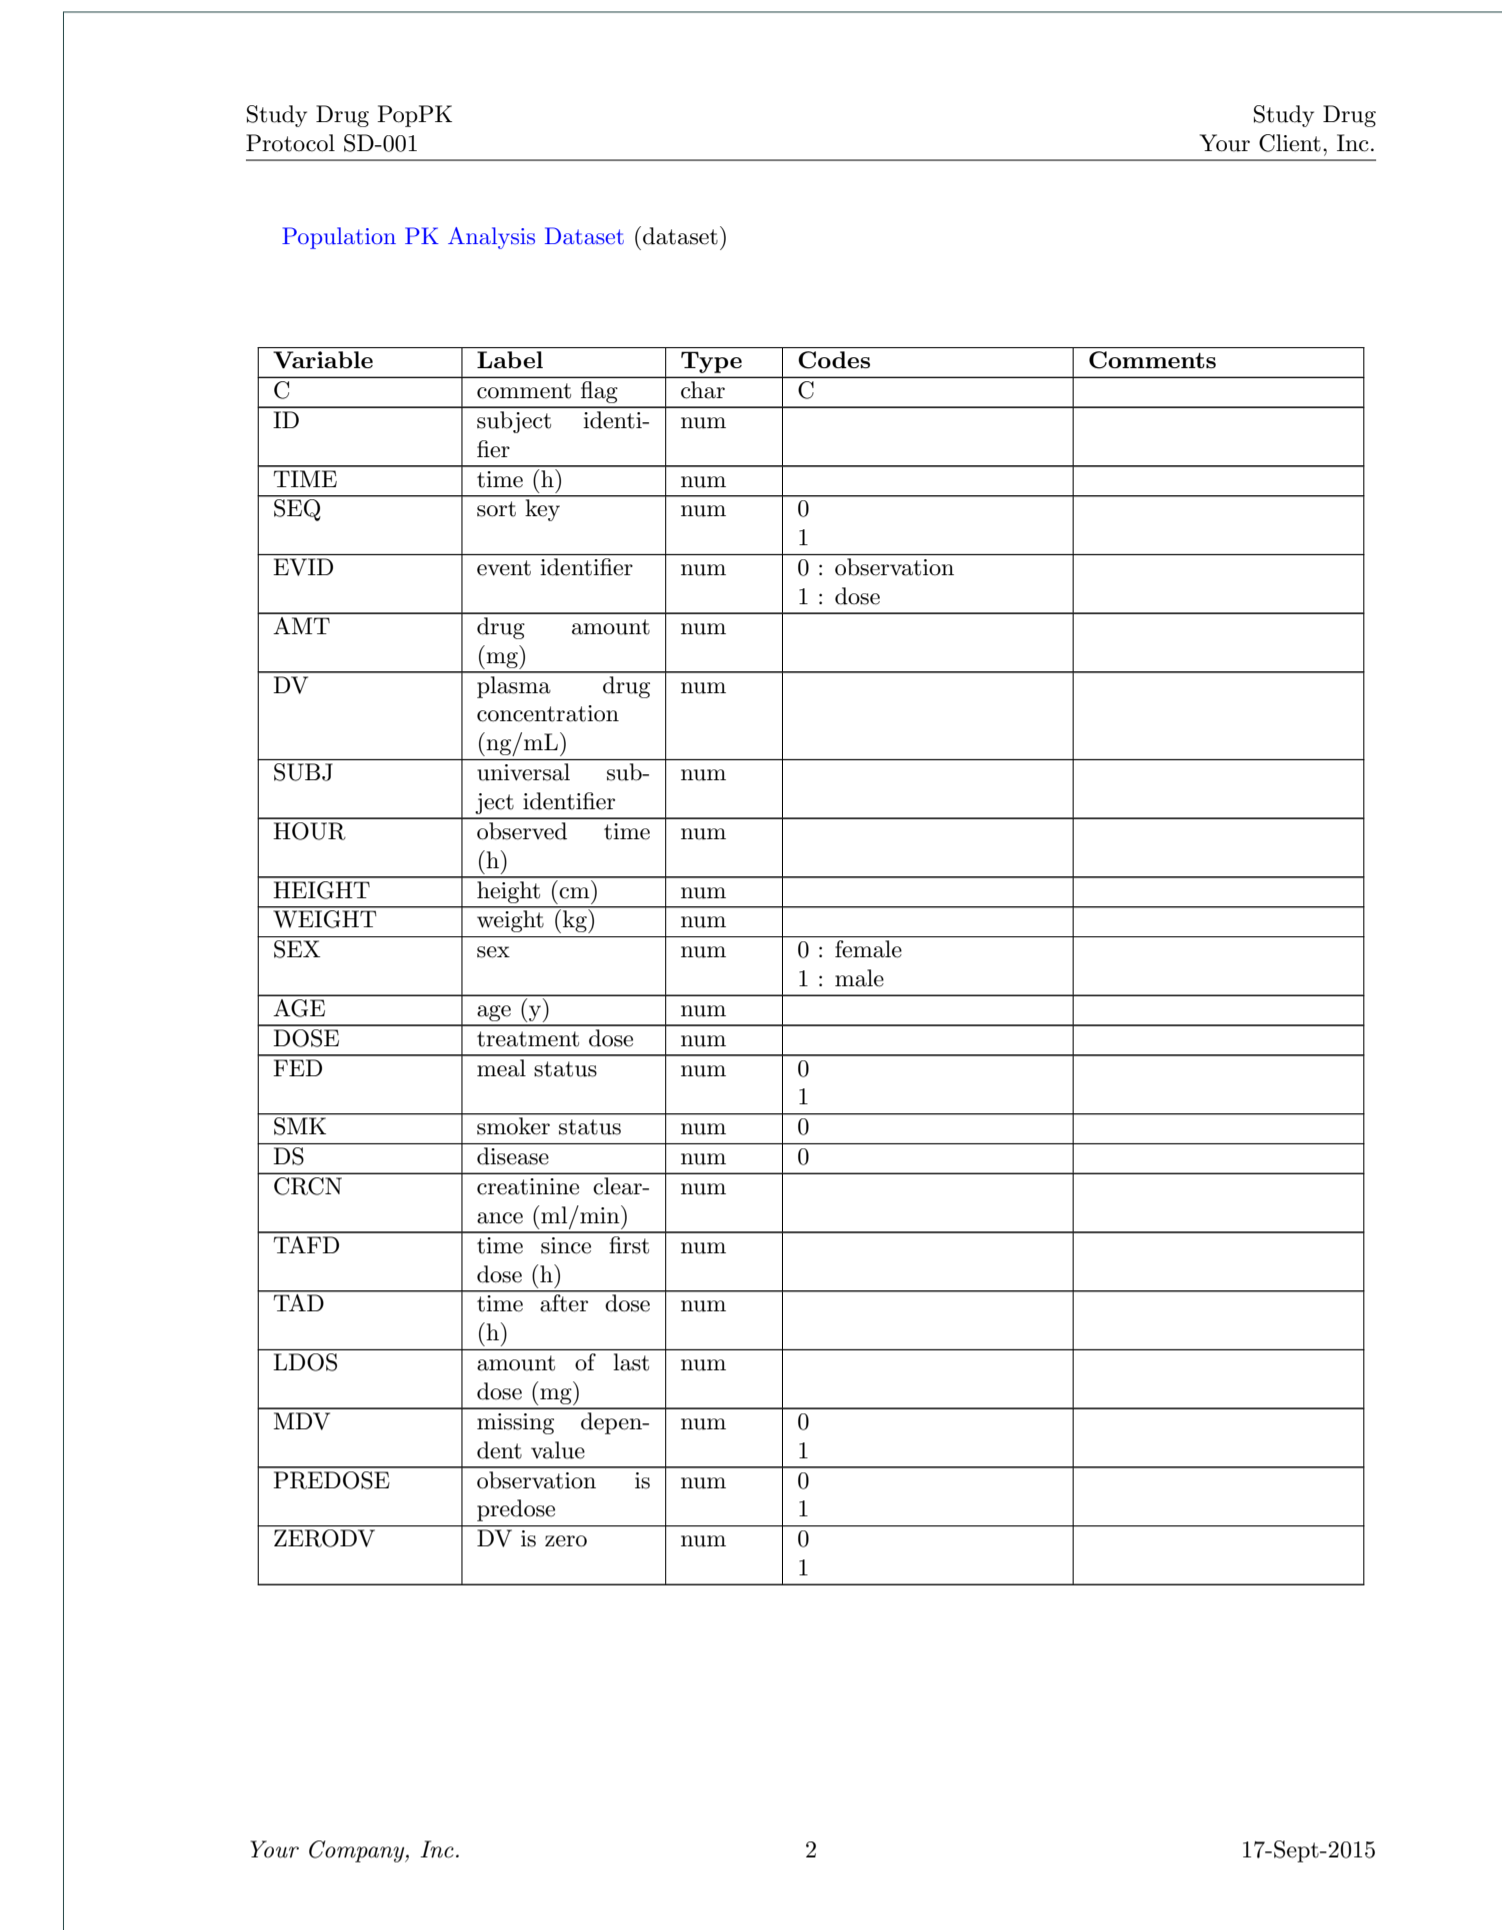 Study Drug PopPK Study Drug
Protocol SD-001 Your Client, Inc.
Population PK Analysis Dataset (dataset)
Variable Label Type Codes Comments
C comment flag char C
ID subject identi- num
fier
TIME time (h) num
SEQ sort key num 0
1
EVID event identifier num 0 : observation
1 : dose
AMT drug amount num
(mg)
DV plasma drug num
concentration
(ng/mL)
SUBJ universal sub- num
ject identifier
HOUR observed time num
(h)
HEIGHT height (cm) num
WEIGHT weight (kg) num
SEX sex num 0 : female
1 : male
AGE age (y) num
DOSE treatment dose num
FED meal status num 0
1
SMK smoker status num 0
DS disease num 0
CRCN creatinine clear- num
ance (ml/min)
TAFD time since first num
dose (h)
TAD time after dose num
(h)
LDOS amount of last num
dose (mg)
MDV missing depen- num 0
dent value 1
PREDOSE observation is num 0
predose 1
ZERODV DV is zero num 0
1
Your Company, Inc. 2 17-Sept-2015